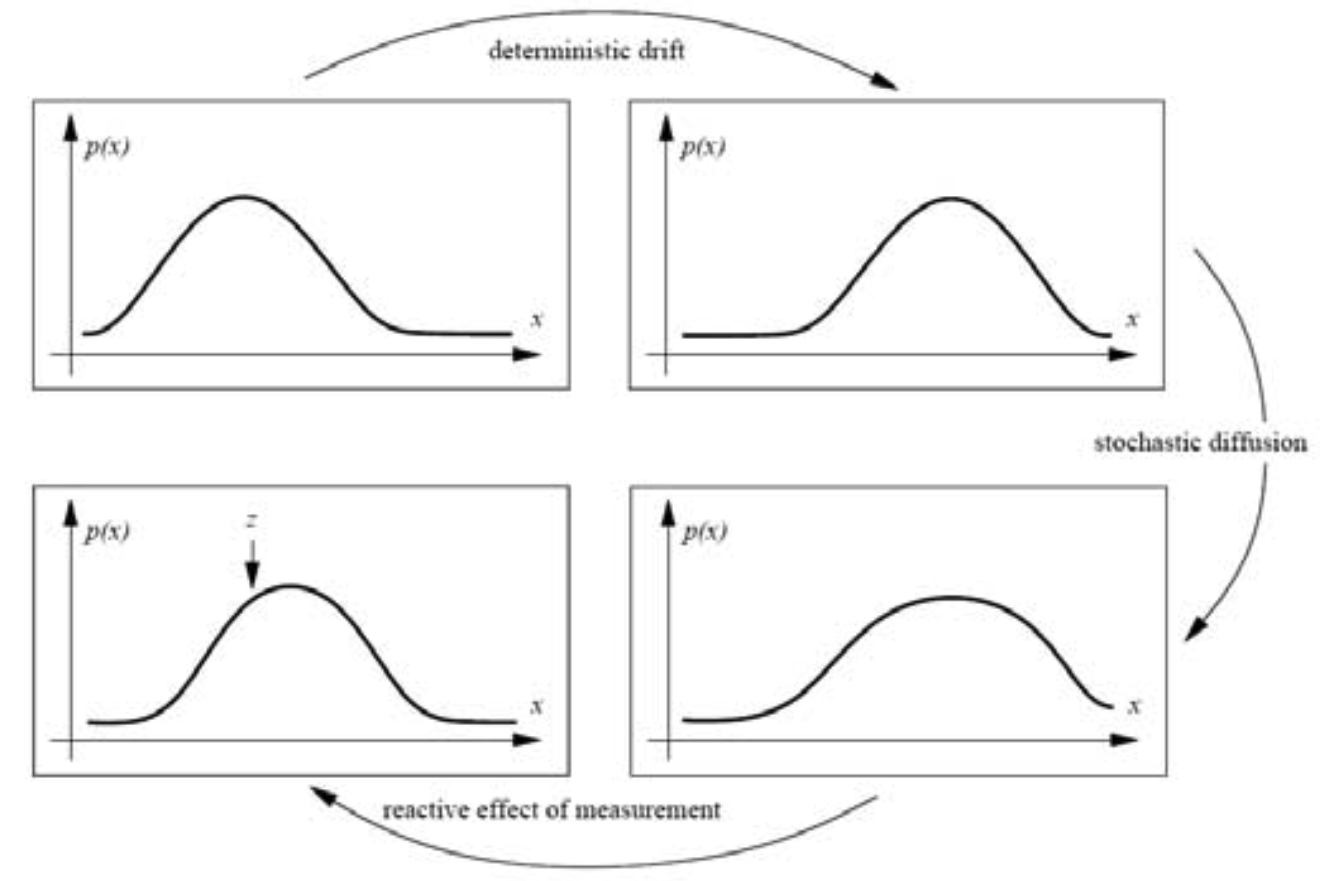 deterministic drift
p(x)
x
p(x)
x
stochastic diffusion
z
p(x)
x
p(x)
x
reactive effect of measurement